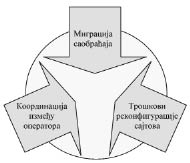 Миграција
саобраћаја
Координација
између
оператора
Трошкови
реконфигурације
сајтова